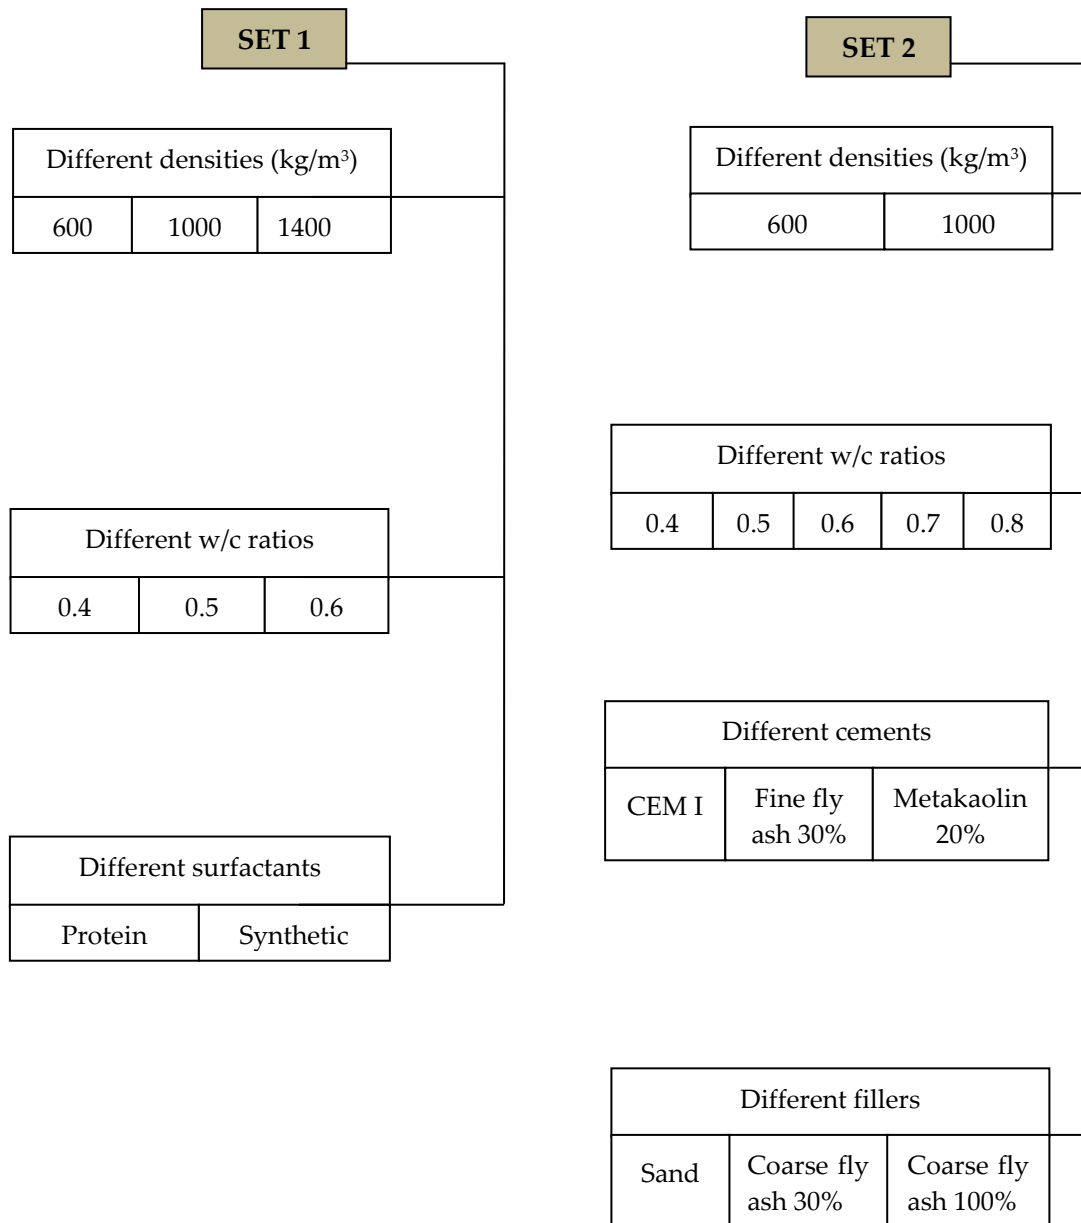 SET 1
Different densities (kg/m³)
600 1000 1400
Different w/c ratios
0.4 0.5 0.6
Different surfactants
Protein Synthetic
SET 2
Different densities (kg/m³)
600 1000
Different w/c ratios
0.4 0.5 0.6 0.7 0.8
Different cements
CEM I
Fine fly
ash 30%
Metakaolin
20%
Different fillers
Sand
Coarse fly
ash 30%
Coarse fly
ash 100%